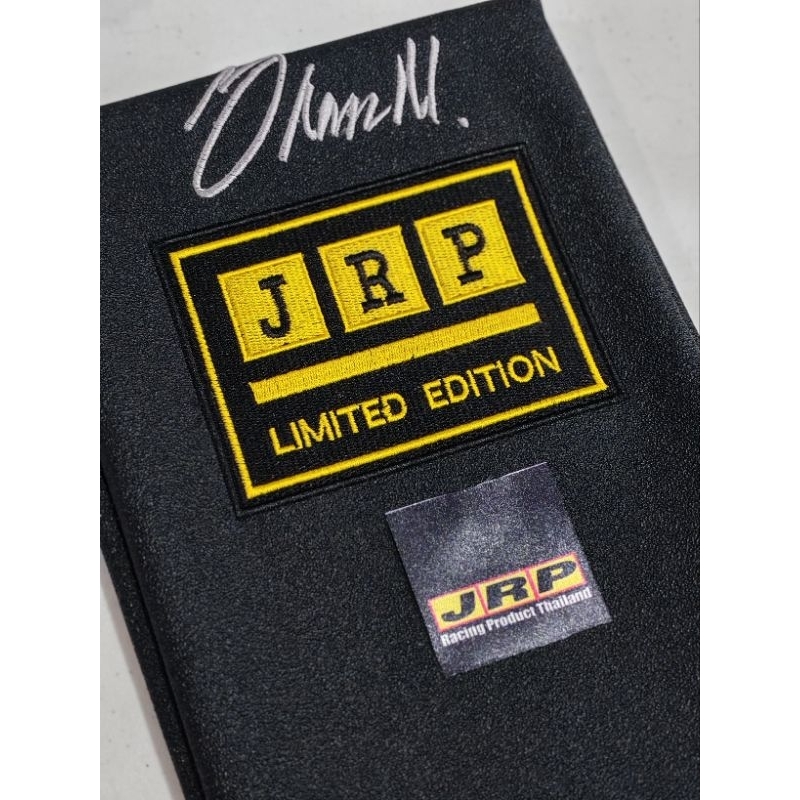 JRP
LIMITED EDITION
JRP
Racing Product Thailand